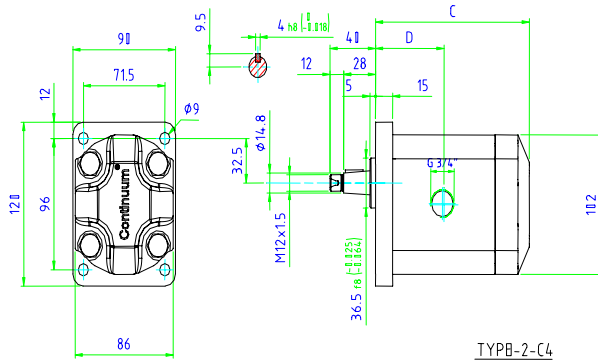 9.5
4 h8 (0 -0.018)
C
90
40
D
71.5
12
28
5
15
12
Ø9
Ø14.8
32.5
G 3/4"
120
96
Continuum®
M12x1.5
36.5 f8 (-0.025 -0.064)
102
86
TYPB-2-C4